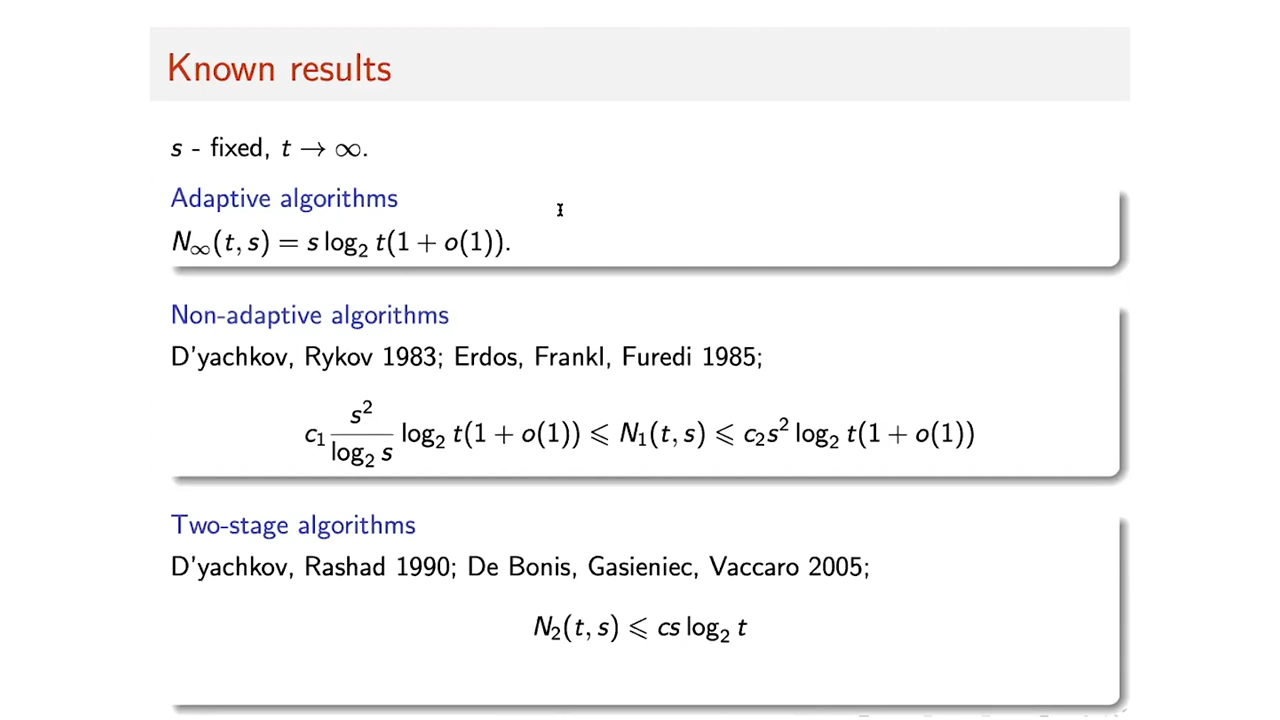 Known results
s - fixed, t → ∞.
Adaptive algorithms
N∞(t, s) = s log₂ t(1 + o(1)).
Non-adaptive algorithms
D'yachkov, Rykov 1983; Erdos, Frankl, Furedi 1985;
c₁ s²/log₂ s log₂ t(1 + o(1)) ⩽ N₁(t, s) ⩽ c₂s² log₂ t(1 + o(1))
Two-stage algorithms
D'yachkov, Rashad 1990; De Bonis, Gasieniec, Vaccaro 2005;
N₂(t, s) ⩽ cs log₂ t